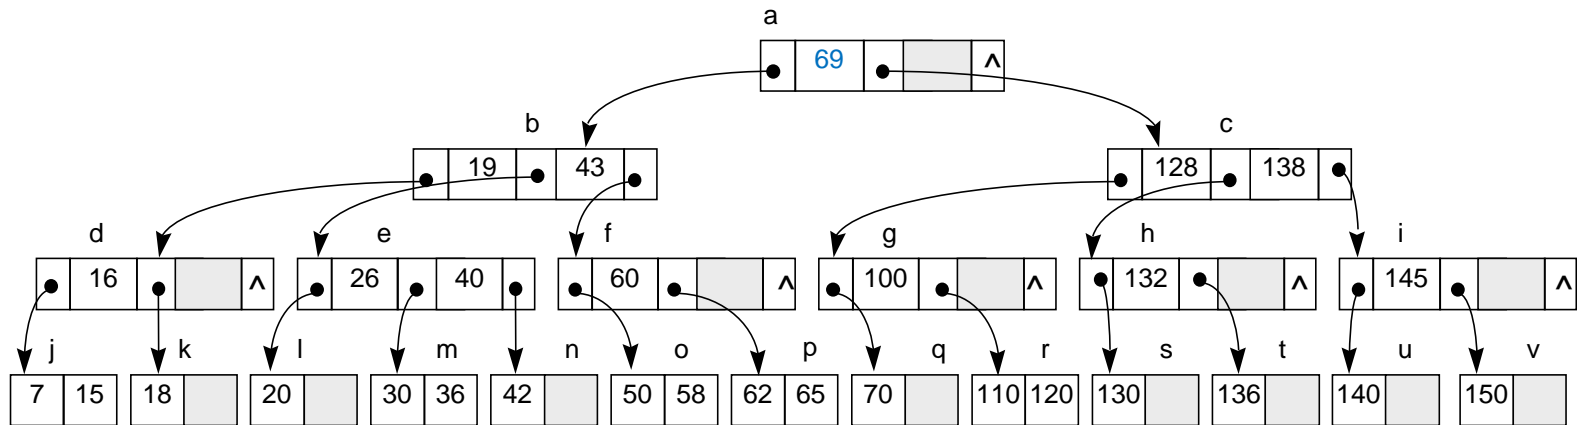 a
69 ^
b c
19 43 128 138
d e f g h i
16 ^ 26 40 60 ^ 100 ^ 132 ^ 145 ^
j k l m n o p q r s t u v
7 15 18 20 30 36 42 50 58 62 65 70 110 120 130 136 140 150